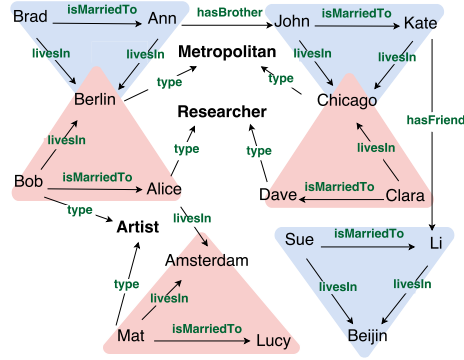 Brad isMarriedTo Ann hasBrother John isMarriedTo Kate
livesIn livesIn Metropolitan livesIn livesIn
type type
Berlin Chicago
Researcher hasFriend
livesIn type type livesIn
Bob isMarriedTo Alice Dave isMarriedTo Clara
type Artist livesIn
Sue isMarriedTo Li
Amsterdam
type livesIn livesIn livesIn
Mat isMarriedTo Lucy Beijin